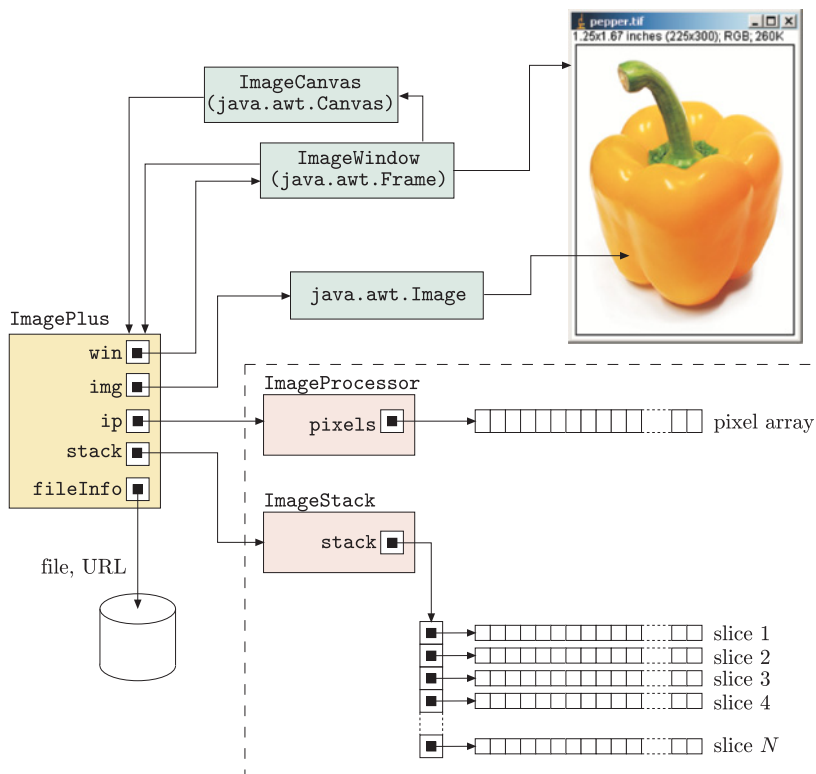 pepper.tif
1.25x1.67 inches (225x300); RGB; 260K
ImageCanvas
(java.awt.Canvas)
ImageWindow
(java.awt.Frame)
java.awt.Image
ImagePlus
win
img
ip
stack
fileInfo
file, URL
ImageProcessor
pixels
pixel array
ImageStack
stack
slice 1
slice 2
slice 3
slice 4
slice N